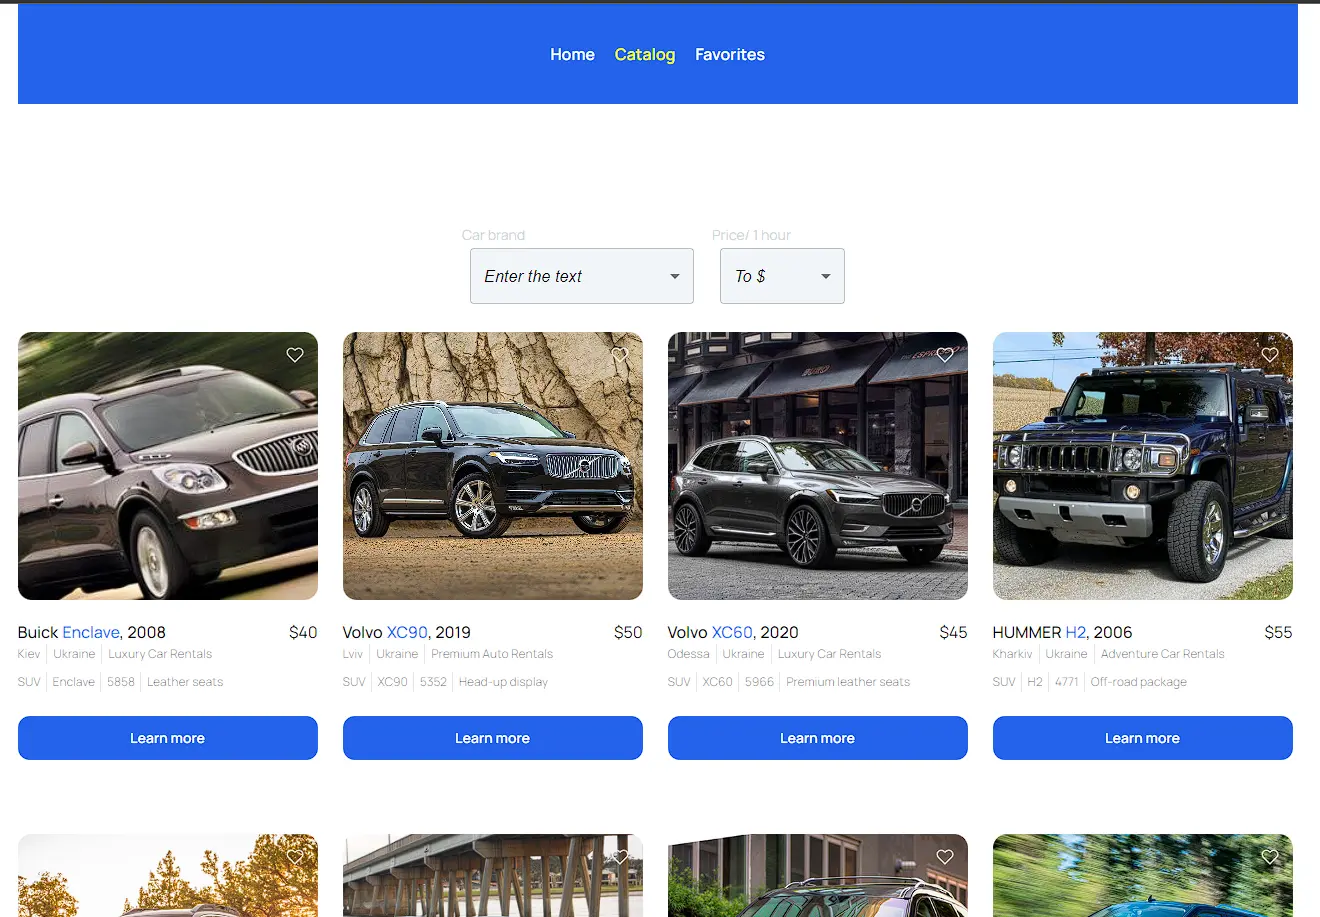 Home Catalog Favorites
Car brand Price/ 1 hour
Enter the text To $
Buick Enclave, 2008 $40
Kiev Ukraine Luxury Car Rentals
SUV Enclave 5858 Leather seats
Learn more
Volvo XC90, 2019 $50
Lviv Ukraine Premium Auto Rentals
SUV XC90 5352 Head-up display
Learn more
Volvo XC60, 2020 $45
Odessa Ukraine Luxury Car Rentals
SUV XC60 5966 Premium leather seats
Learn more
HUMMER H2, 2006 $55
Kharkiv Ukraine Adventure Car Rentals
SUV H2 4771 Off-road package
Learn more